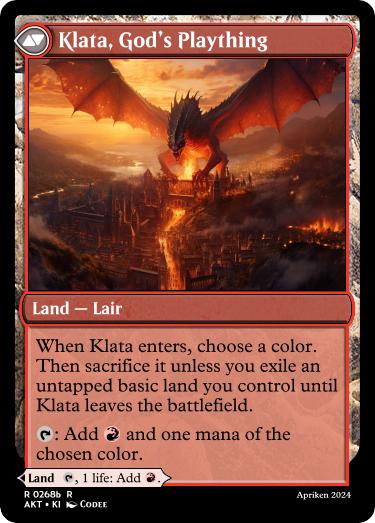 Klata, God's Plaything
Land — Lair
When Klata enters, choose a color.
Then sacrifice it unless you exile an
untapped basic land you control until
Klata leaves the battlefield.
: Add and one mana of the
chosen color.
Land , 1 life: Add .
R 0268b R
AKT • KI CODEE
Apriken 2024